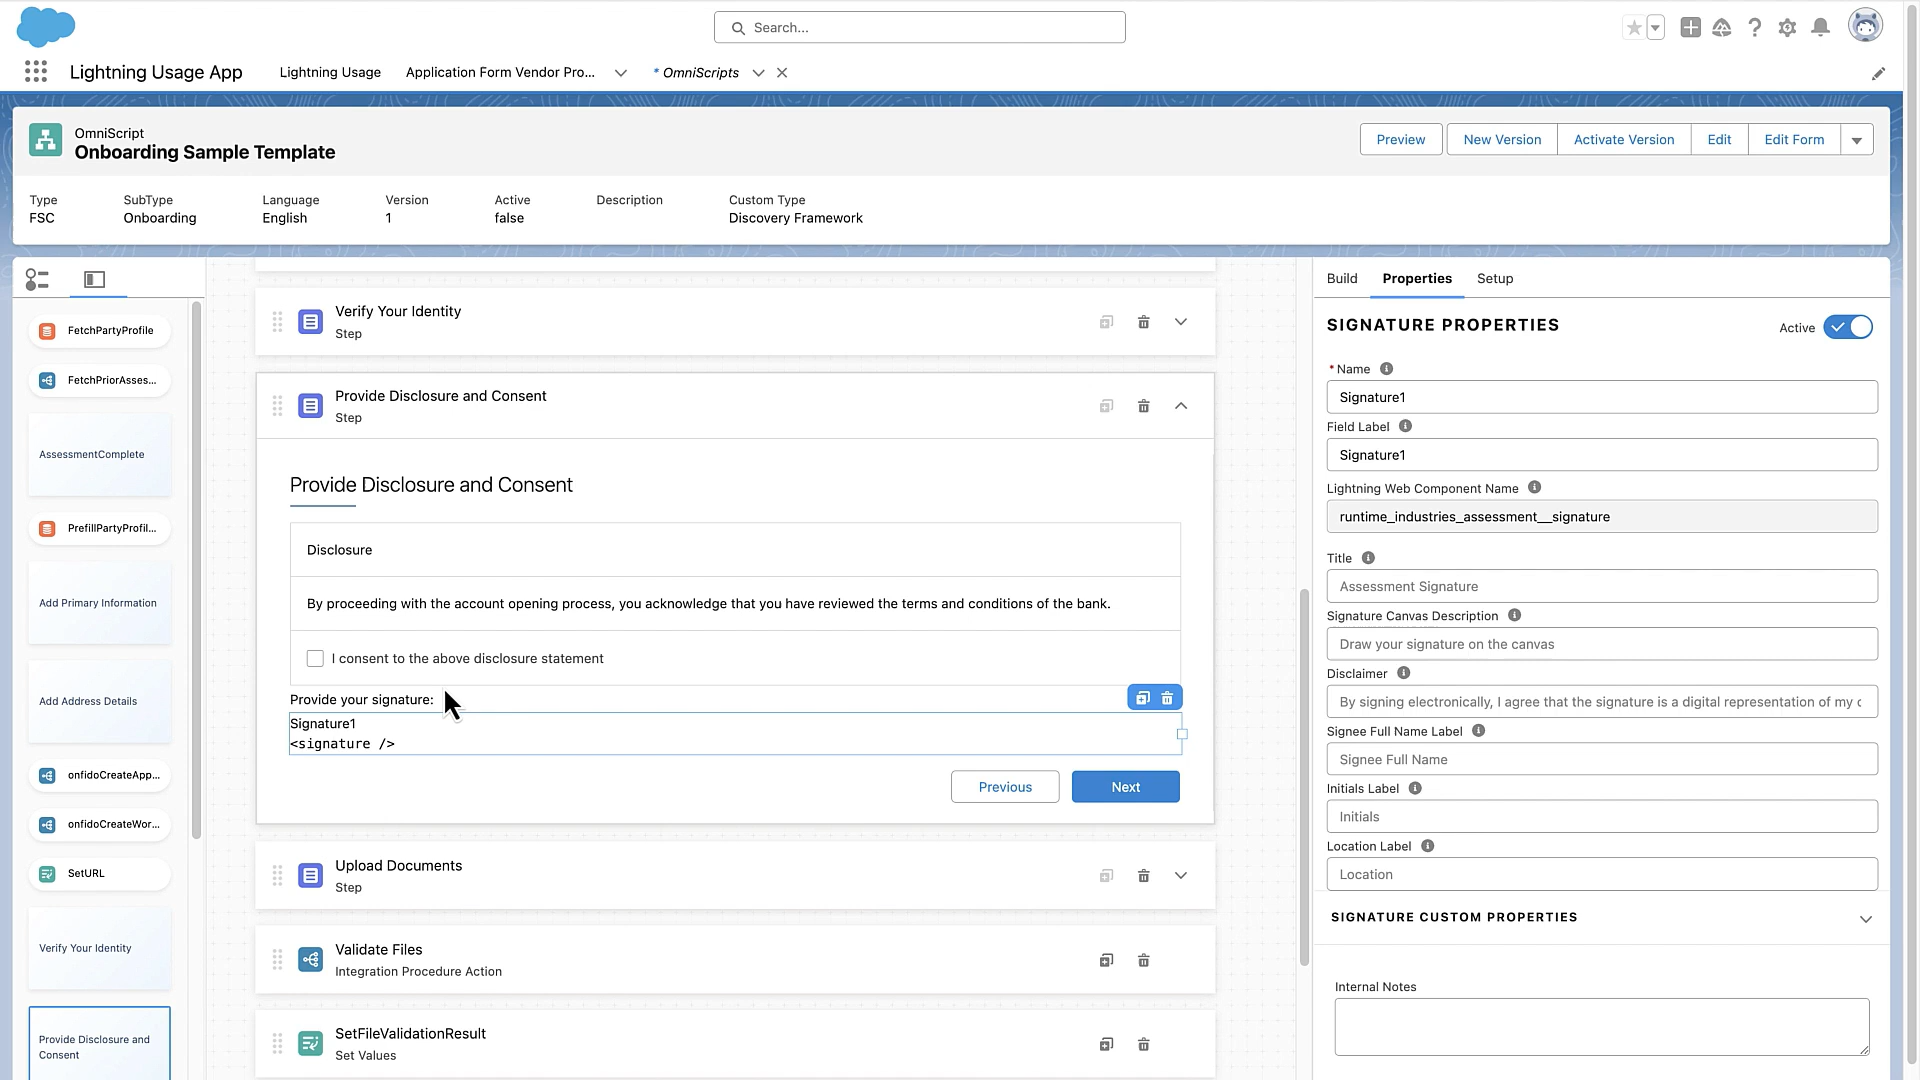 Search...
Lightning Usage App
Lightning Usage
Application Form Vendor Pro...
* OmniScripts
OmniScript
Onboarding Sample Template
Preview
New Version
Activate Version
Edit
Edit Form
Type
SubType
Language
Version
Active
Description
Custom Type
FSC
Onboarding
English
1
false
Discovery Framework
FetchPartyProfile
FetchPriorAsses...
AssessmentComplete
PrefillPartyProfil...
Add Primary Information
Add Address Details
onfidoCreateApp...
onfidoCreateWor...
SetURL
Verify Your Identity
Provide Disclosure and
Consent
Verify Your Identity
Step
Provide Disclosure and Consent
Step
Provide Disclosure and Consent
Disclosure
By proceeding with the account opening process, you acknowledge that you have reviewed the terms and conditions of the bank.
I consent to the above disclosure statement
Provide your signature:
Signature1
<signature />
Previous
Next
Upload Documents
Step
Validate Files
Integration Procedure Action
SetFileValidationResult
Set Values
Build
Properties
Setup
SIGNATURE PROPERTIES
Active
* Name
Signature1
Field Label
Signature1
Lightning Web Component Name
runtime_industries_assessment__signature
Title
Assessment Signature
Signature Canvas Description
Draw your signature on the canvas
Disclaimer
By signing electronically, I agree that the signature is a digital representation of my c
Signee Full Name Label
Signee Full Name
Initials Label
Initials
Location Label
Location
SIGNATURE CUSTOM PROPERTIES
Internal Notes